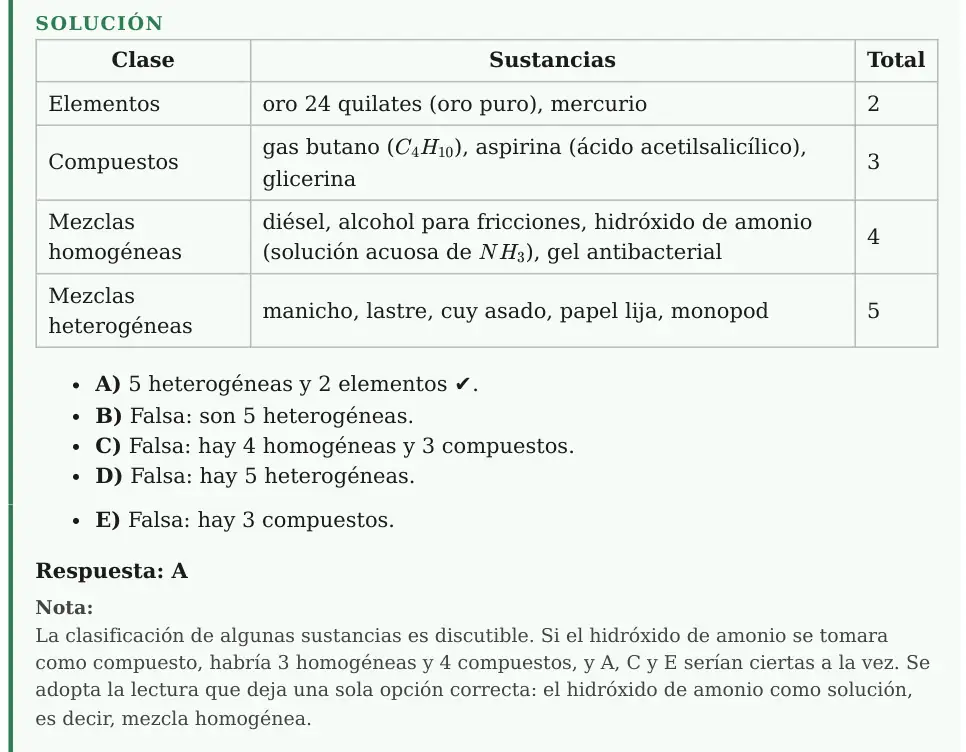 SOLUCIÓN
Clase Sustancias Total
Elementos oro 24 quilates (oro puro), mercurio 2
Compuestos gas butano (C₄H₁₀), aspirina (ácido acetilsalicílico),
glicerina 3
Mezclas
homogéneas diésel, alcohol para fricciones, hidróxido de amonio
(solución acuosa de NH₃), gel antibacterial 4
Mezclas
heterogéneas manicho, lastre, cuy asado, papel lija, monopod 5
• A) 5 heterogéneas y 2 elementos ✔.
• B) Falsa: son 5 heterogéneas.
• C) Falsa: hay 4 homogéneas y 3 compuestos.
• D) Falsa: hay 5 heterogéneas.
• E) Falsa: hay 3 compuestos.
Respuesta: A
Nota:
La clasificación de algunas sustancias es discutible. Si el hidróxido de amonio se tomara
como compuesto, habría 3 homogéneas y 4 compuestos, y A, C y E serían ciertas a la vez. Se
adopta la lectura que deja una sola opción correcta: el hidróxido de amonio como solución,
es decir, mezcla homogénea.